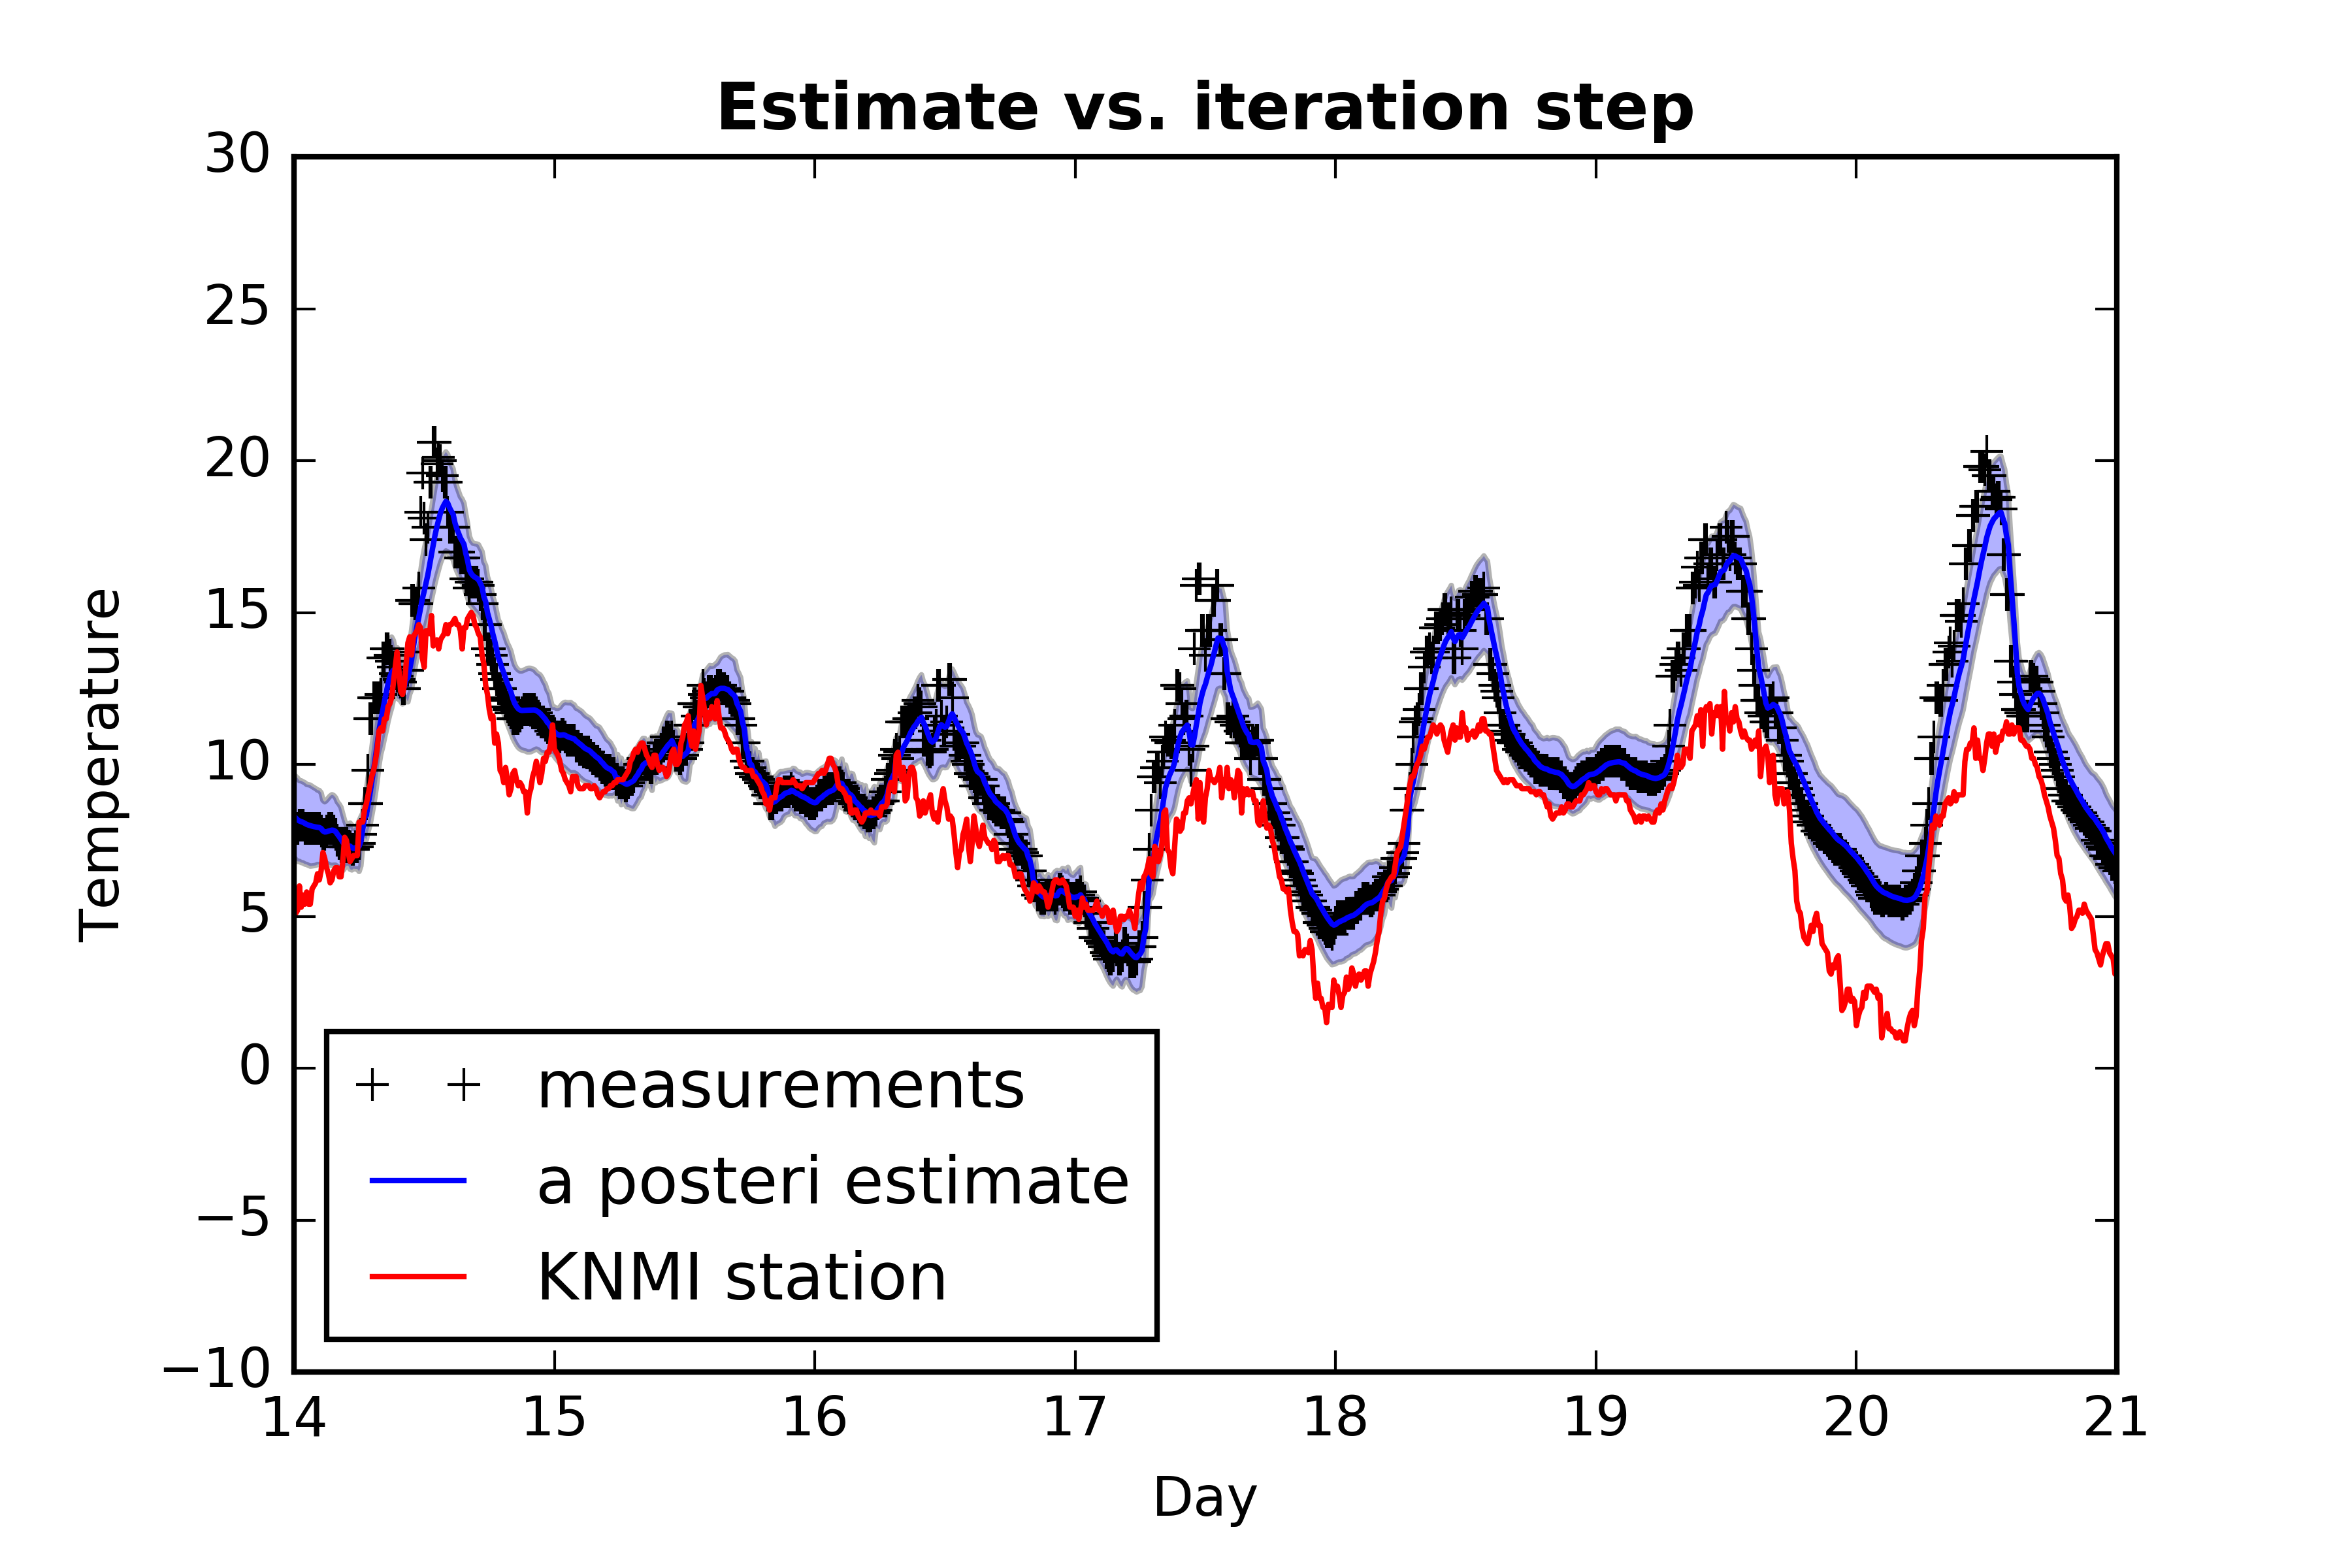 Estimate vs. iteration step
30
25
20
15
10
5
0
−5
−10
Temperature
measurements
a posteri estimate
KNMI station
14 15 16 17 18 19 20 21
Day